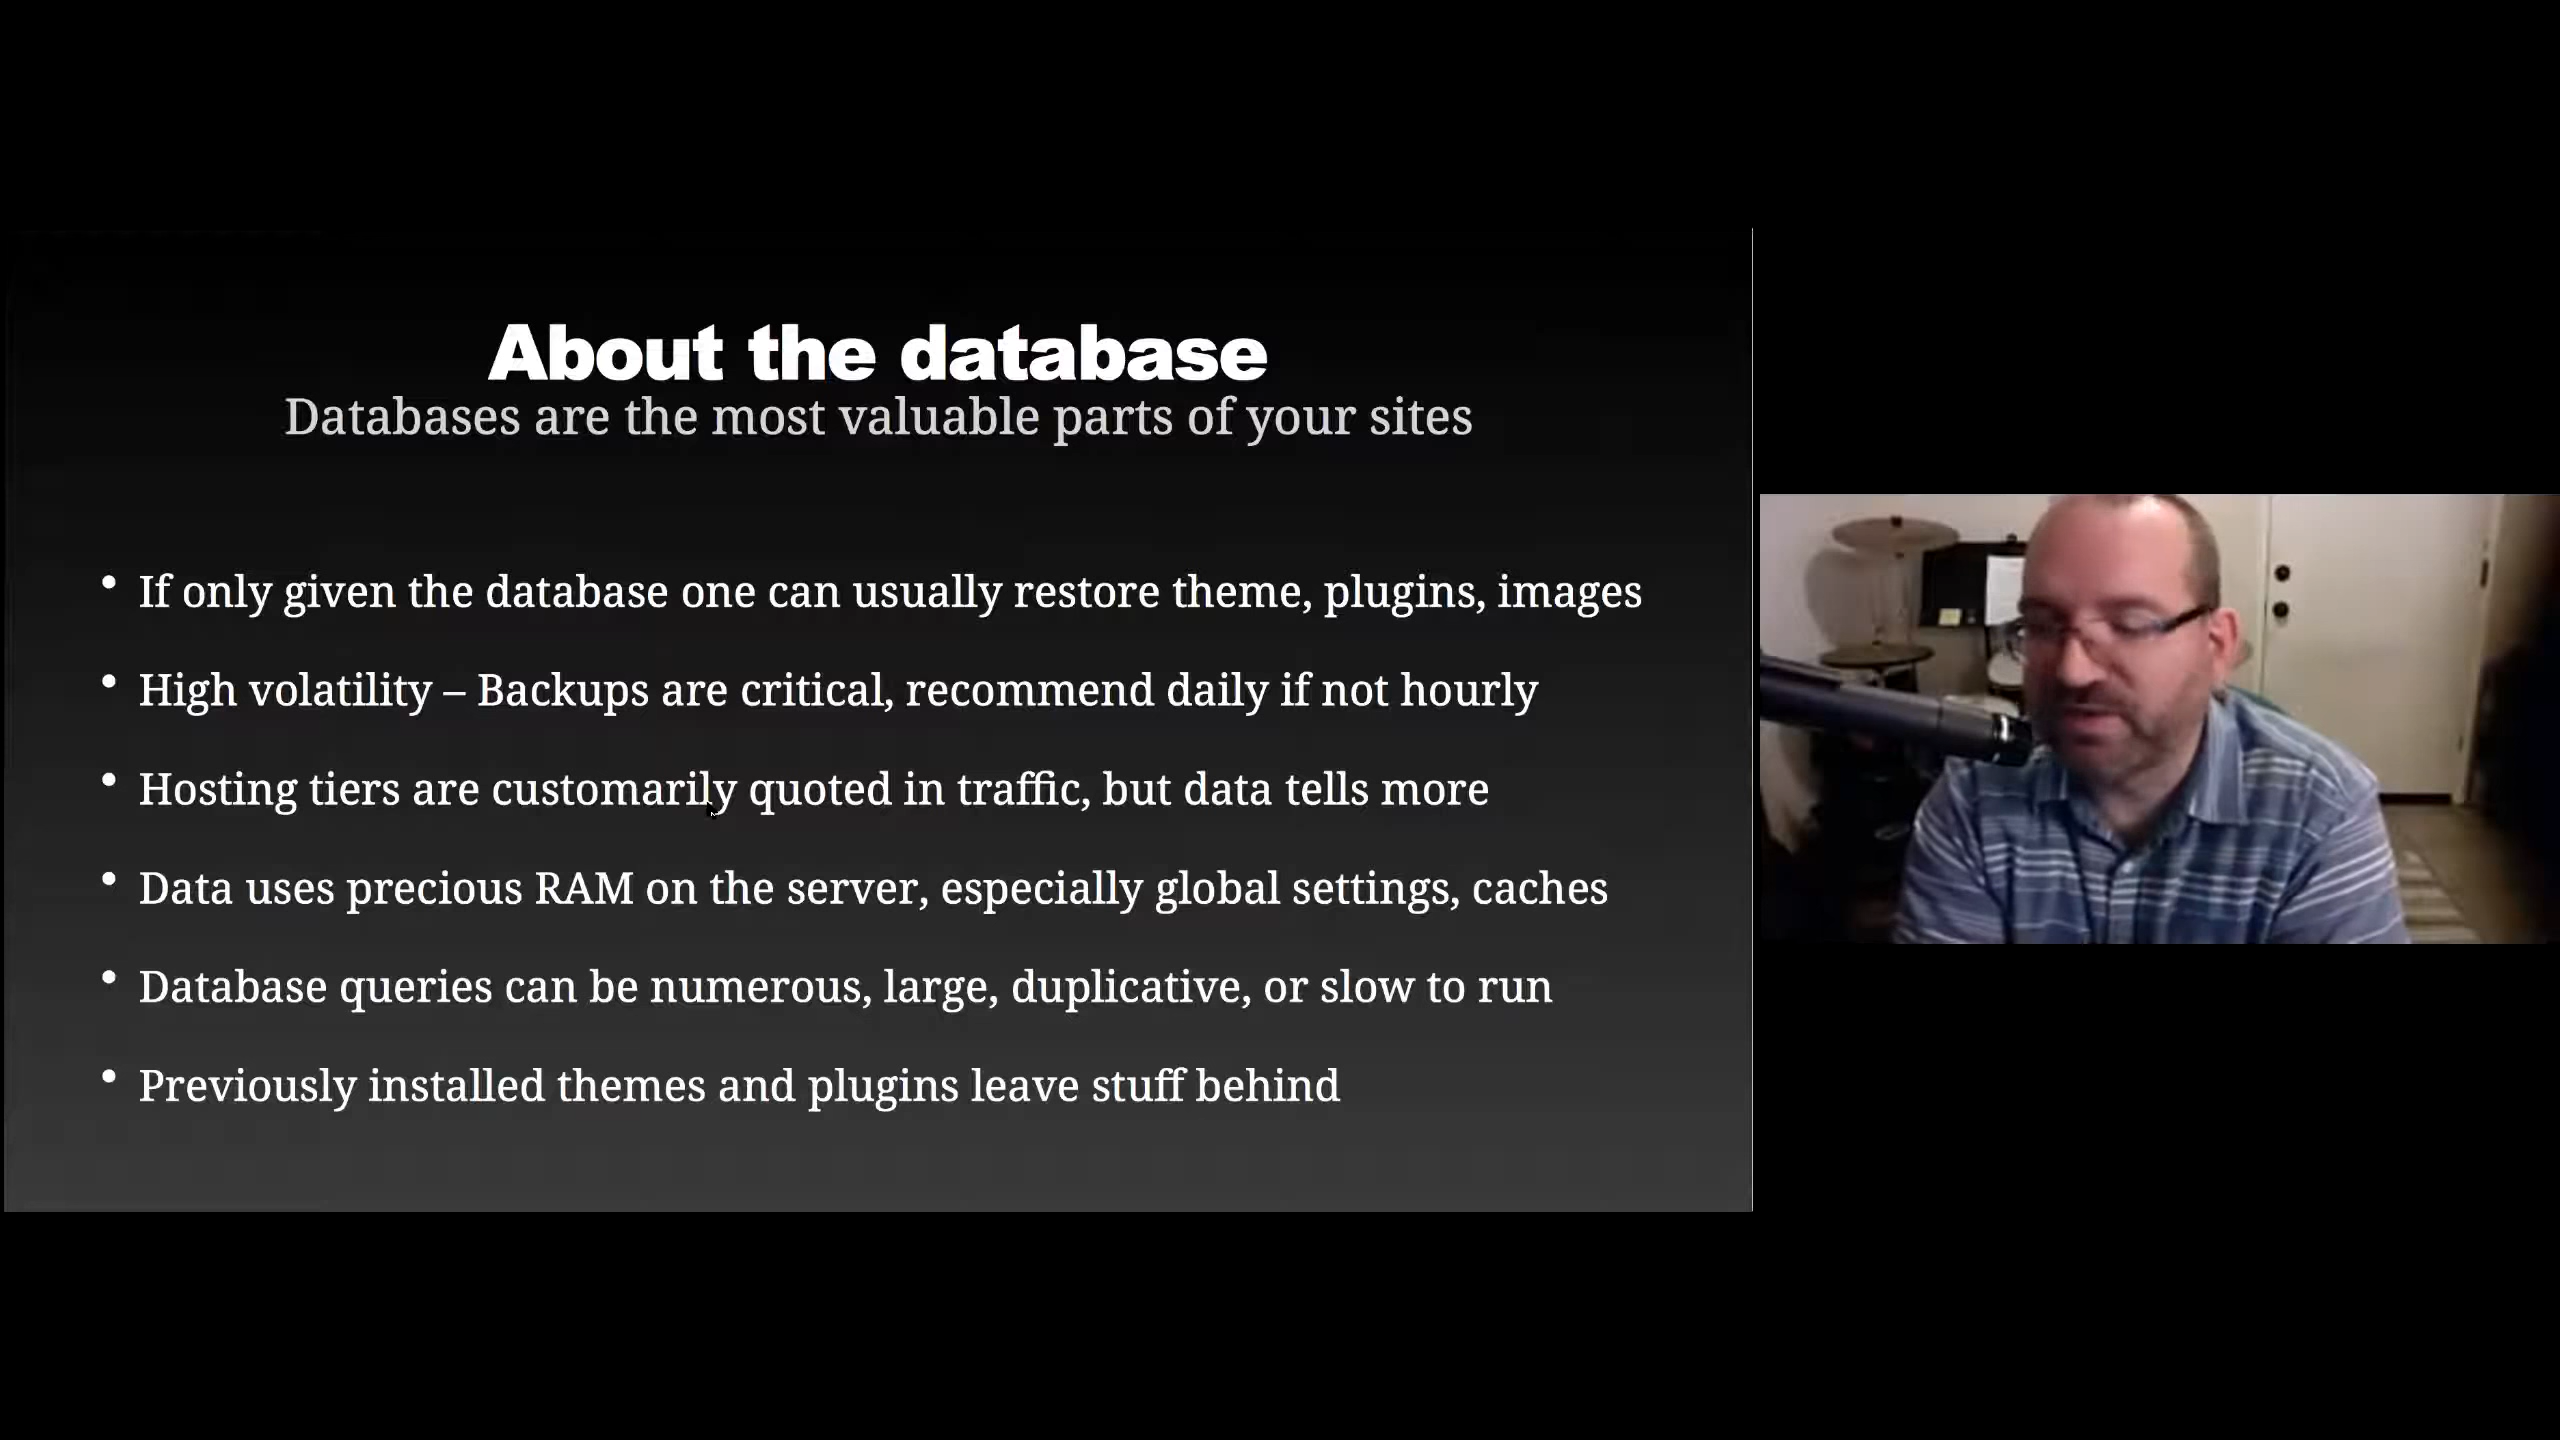 About the database
Databases are the most valuable parts of your sites
• If only given the database one can usually restore theme, plugins, images
• High volatility – Backups are critical, recommend daily if not hourly
• Hosting tiers are customarily quoted in traffic, but data tells more
• Data uses precious RAM on the server, especially global settings, caches
• Database queries can be numerous, large, duplicative, or slow to run
• Previously installed themes and plugins leave stuff behind